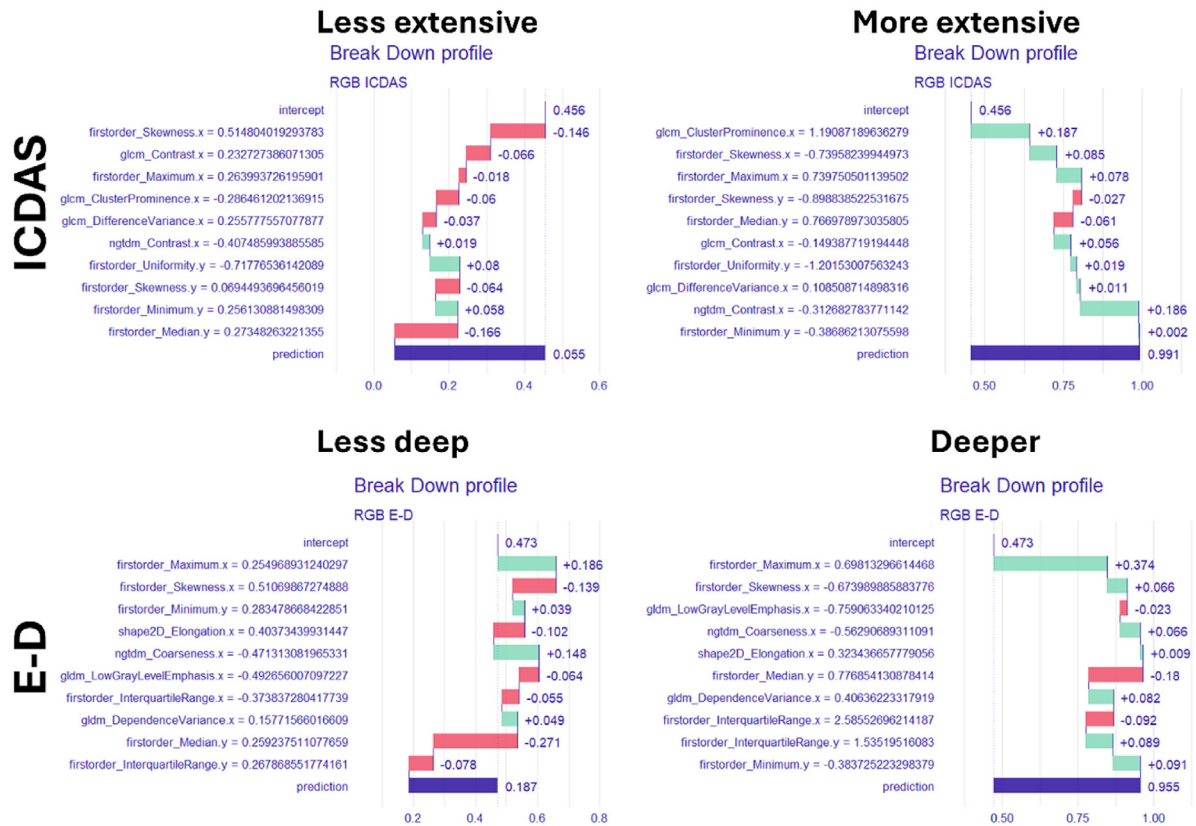 Less extensive
Break Down profile
RGB ICDAS
ICDAS
intercept 0.456
firstorder_Skewness.x = 0.514804019293783 -0.146
glcm_Contrast.x = 0.232727386071305 -0.066
firstorder_Maximum.x = 0.263993726195901 -0.018
glcm_ClusterProminence.x = -0.286461202136915 -0.06
glcm_DifferenceVariance.x = 0.255777557077877 -0.037
ngtdm_Contrast.x = -0.407485993885585 +0.019
firstorder_Uniformity.y = -0.71776536142089 +0.08
firstorder_Skewness.y = 0.0694493696456019 -0.064
firstorder_Minimum.y = 0.256130881498309 +0.058
firstorder_Median.y = 0.27348263221355 -0.166
prediction 0.055
0.0 0.2 0.4 0.6
More extensive
Break Down profile
RGB ICDAS
intercept 0.456
glcm_ClusterProminence.x = 1.19087189636279 +0.187
firstorder_Skewness.x = -0.73958239944973 +0.085
firstorder_Maximum.x = 0.739750501139502 +0.078
firstorder_Skewness.y = -0.898838522531675 -0.027
firstorder_Median.y = 0.766978973035805 -0.061
glcm_Contrast.x = -0.149387719194448 +0.056
firstorder_Uniformity.y = -1.20153007563243 +0.019
glcm_DifferenceVariance.x = 0.108508714898316 +0.011
ngtdm_Contrast.x = -0.312682783771142 +0.186
firstorder_Minimum.y = -0.38686213075598 +0.002
prediction 0.991
0.50 0.75 1.00
Less deep
Break Down profile
RGB E-D
E-D
intercept 0.473
firstorder_Maximum.x = 0.254968931240297 +0.186
firstorder_Skewness.x = 0.51069867274888 -0.139
firstorder_Minimum.y = 0.283478668422851 +0.039
shape2D_Elongation.x = 0.40373439931447 -0.102
ngtdm_Coarseness.x = -0.471313081965331 +0.148
gldm_LowGrayLevelEmphasis.x = -0.492656007097227 -0.064
firstorder_InterquartileRange.x = -0.373837280417739 -0.055
gldm_DependenceVariance.x = 0.15771566016609 +0.049
firstorder_Median.y = 0.259237511077659 -0.271
firstorder_InterquartileRange.y = 0.267868551774161 -0.078
prediction 0.187
0.2 0.4 0.6 0.8
Deeper
Break Down profile
RGB E-D
intercept 0.473
firstorder_Maximum.x = 0.69813296614468 +0.374
firstorder_Skewness.x = -0.673989885883776 +0.066
gldm_LowGrayLevelEmphasis.x = -0.759063340210125 -0.023
ngtdm_Coarseness.x = -0.56290689311091 +0.066
shape2D_Elongation.x = 0.323436657779056 +0.009
firstorder_Median.y = 0.776854130878414 -0.18
gldm_DependenceVariance.x = 0.40636223317919 +0.082
firstorder_InterquartileRange.x = 2.58552696214187 -0.092
firstorder_InterquartileRange.y = 1.53519516083 +0.089
firstorder_Minimum.y = -0.383725223298379 +0.091
prediction 0.955
0.50 0.75 1.00